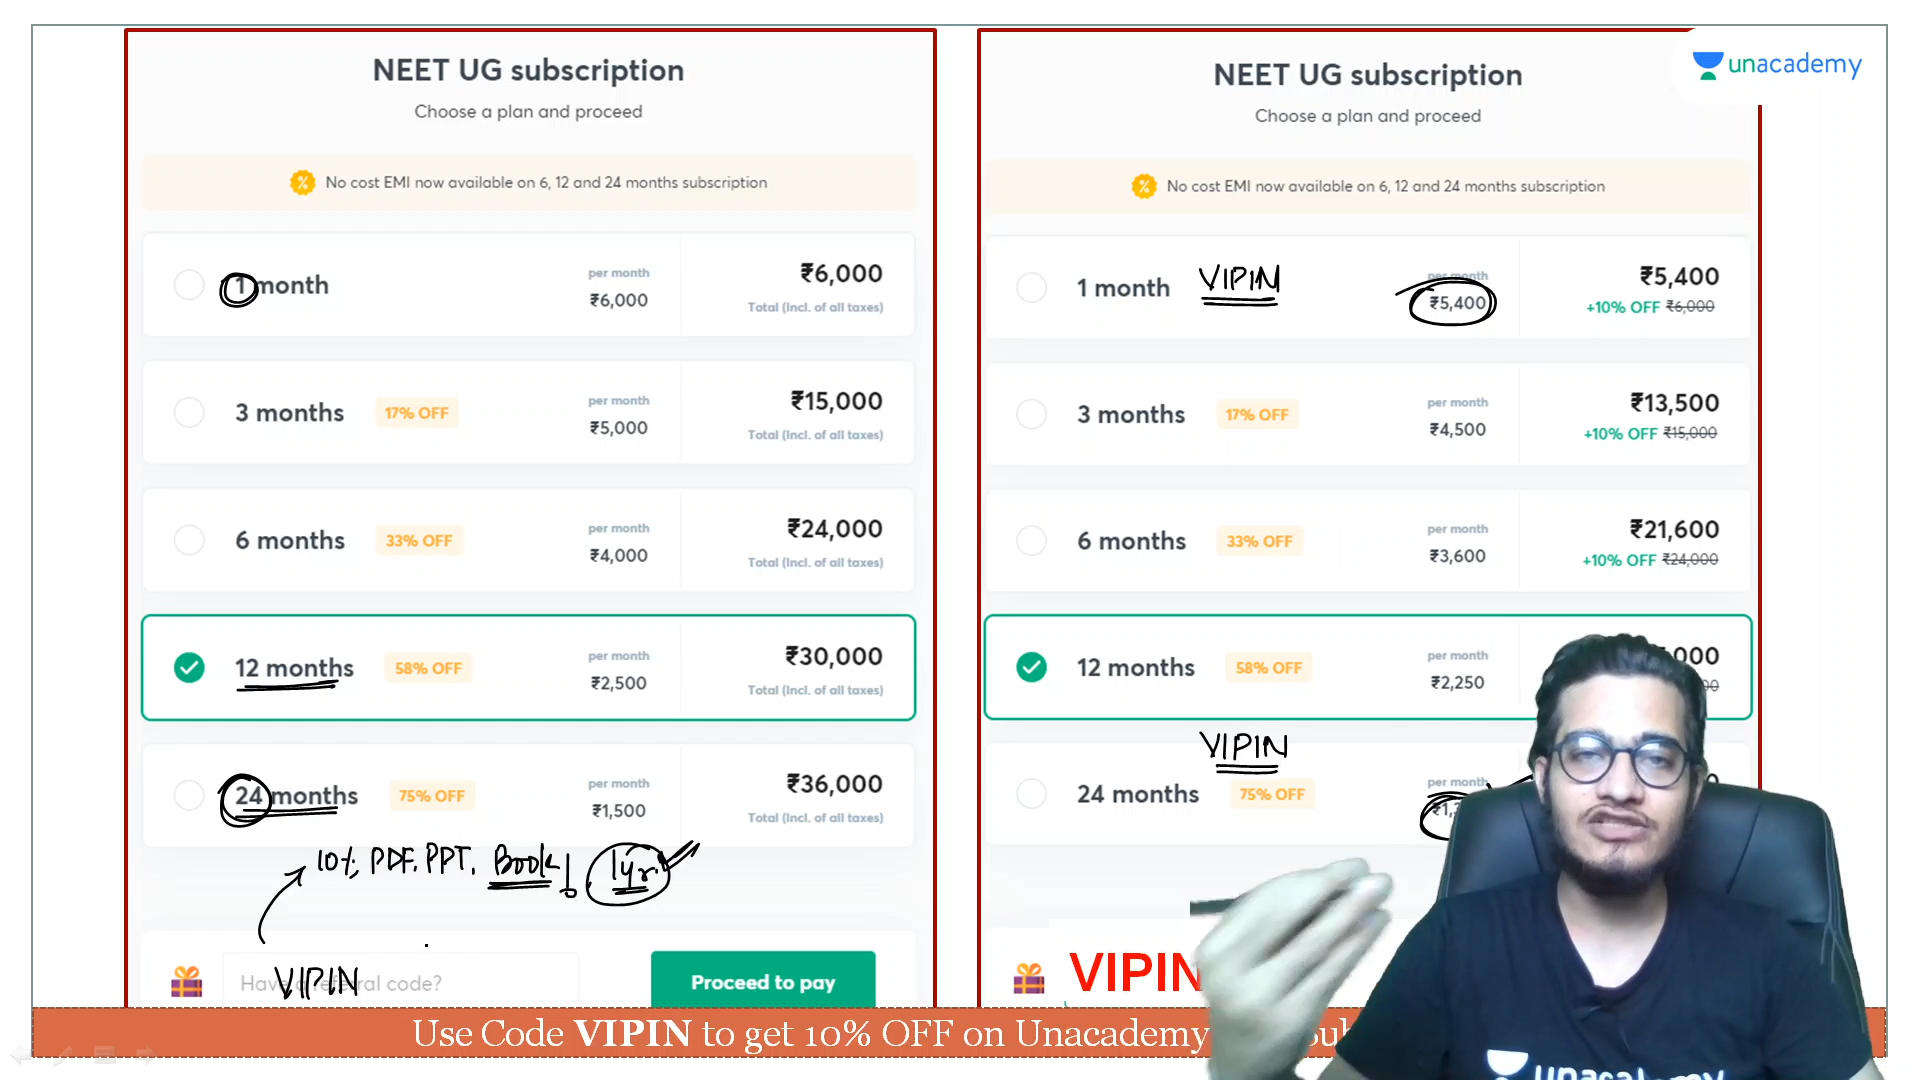 NEET UG subscription
Choose a plan and proceed
No cost EMI now available on 6, 12 and 24 months subscription
1 month
per month
₹6,000
₹6,000
Total (Incl. of all taxes)
3 months
17% OFF
per month
₹5,000
₹15,000
Total (Incl. of all taxes)
6 months
33% OFF
per month
₹4,000
₹24,000
Total (Incl. of all taxes)
12 months
58% OFF
per month
₹2,500
₹30,000
Total (Incl. of all taxes)
24 months
75% OFF
per month
₹1,500
₹36,000
Total (Incl. of all taxes)
10%, PDF, PPT, Book 1yr
Have a referral code?
VIPIN
Proceed to pay
unacademy
NEET UG subscription
Choose a plan and proceed
No cost EMI now available on 6, 12 and 24 months subscription
1 month
VIPIN
per month
₹5,400
₹5,400
+10% OFF ₹6,000
3 months
17% OFF
per month
₹4,500
₹13,500
+10% OFF ₹15,000
6 months
33% OFF
per month
₹3,600
₹21,600
+10% OFF ₹24,000
12 months
58% OFF
per month
₹2,250
VIPIN
24 months
75% OFF
per month
VIPIN
Use Code VIPIN to get 10% OFF on Unacademy
unacademy